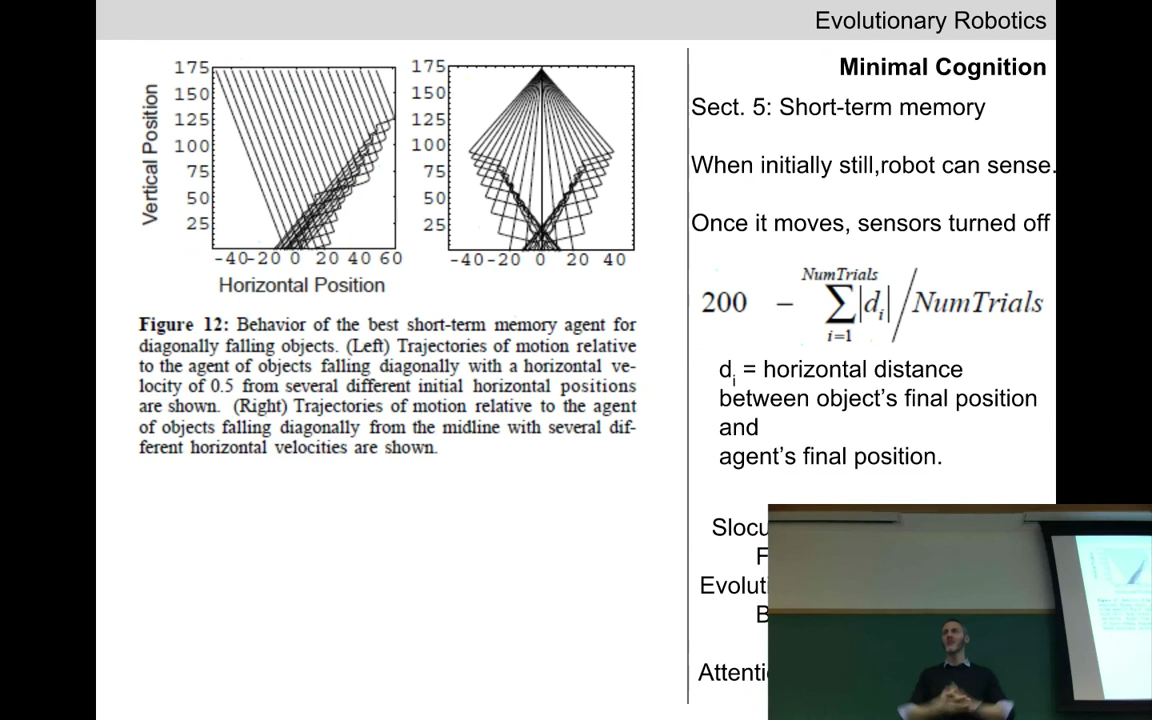 Evolutionary Robotics
Minimal Cognition
Sect. 5: Short-term memory
When initially still,robot can sense.
Once it moves, sensors turned off
200 - NumTrials ∑ i=1 |di| / NumTrials
di = horizontal distance
between object's final position
and
agent's final position.
Slocu
F
Evoluti
B
Attenti
175 150 125 100 75 50 25
-40 -20 0 20 40 60
Vertical Position
Horizontal Position
175 150 125 100 75 50 25
-40 -20 0 20 40
Figure 12: Behavior of the best short-term memory agent for
diagonally falling objects. (Left) Trajectories of motion relative
to the agent of objects falling diagonally with a horizontal ve-
locity of 0.5 from several different initial horizontal positions
are shown. (Right) Trajectories of motion relative to the agent
of objects falling diagonally from the midline with several dif-
ferent horizontal velocities are shown.